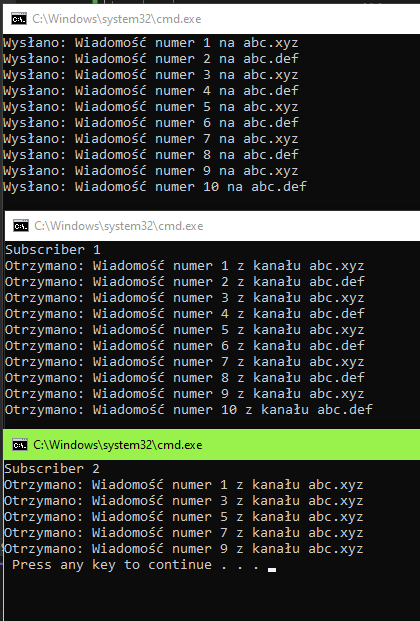 C:\Windows\system32\cmd.exe
Wysłano: Wiadomość numer 1 na abc.xyz
Wysłano: Wiadomość numer 2 na abc.def
Wysłano: Wiadomość numer 3 na abc.xyz
Wysłano: Wiadomość numer 4 na abc.def
Wysłano: Wiadomość numer 5 na abc.xyz
Wysłano: Wiadomość numer 6 na abc.def
Wysłano: Wiadomość numer 7 na abc.xyz
Wysłano: Wiadomość numer 8 na abc.def
Wysłano: Wiadomość numer 9 na abc.xyz
Wysłano: Wiadomość numer 10 na abc.def
C:\Windows\system32\cmd.exe
Subscriber 1
Otrzymano: Wiadomość numer 1 z kanału abc.xyz
Otrzymano: Wiadomość numer 2 z kanału abc.def
Otrzymano: Wiadomość numer 3 z kanału abc.xyz
Otrzymano: Wiadomość numer 4 z kanału abc.def
Otrzymano: Wiadomość numer 5 z kanału abc.xyz
Otrzymano: Wiadomość numer 6 z kanału abc.def
Otrzymano: Wiadomość numer 7 z kanału abc.xyz
Otrzymano: Wiadomość numer 8 z kanału abc.def
Otrzymano: Wiadomość numer 9 z kanału abc.xyz
Otrzymano: Wiadomość numer 10 z kanału abc.def
C:\Windows\system32\cmd.exe
Subscriber 2
Otrzymano: Wiadomość numer 1 z kanału abc.xyz
Otrzymano: Wiadomość numer 3 z kanału abc.xyz
Otrzymano: Wiadomość numer 5 z kanału abc.xyz
Otrzymano: Wiadomość numer 7 z kanału abc.xyz
Otrzymano: Wiadomość numer 9 z kanału abc.xyz
Press any key to continue . . .